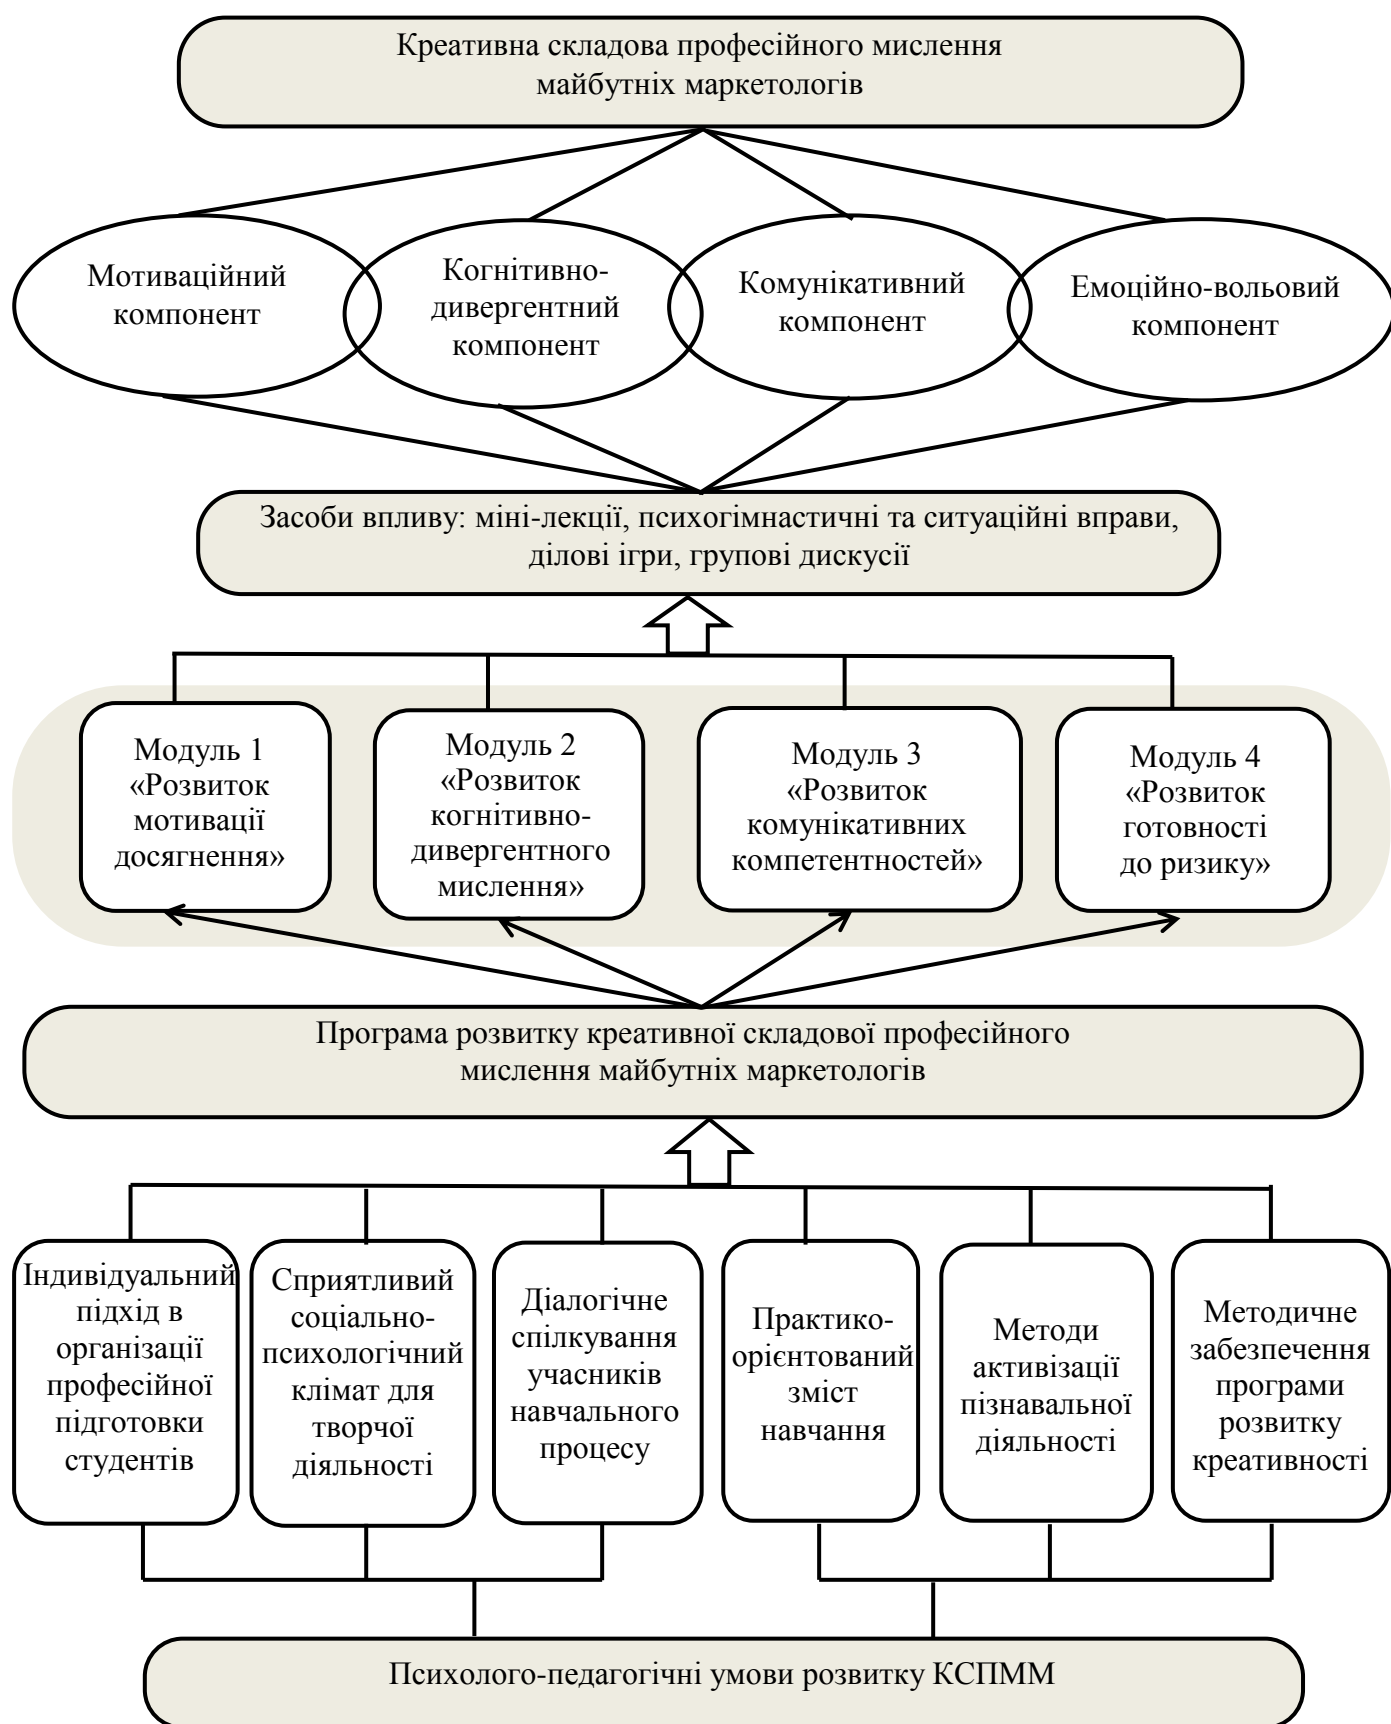 Креативна складова професійного мислення
майбутніх маркетологів
Мотиваційний
компонент
Когнітивно-
дивергентний
компонент
Комунікативний
компонент
Емоційно-вольовий
компонент
Засоби впливу: міні-лекції, психогімнастичні та ситуаційні вправи,
ділові ігри, групові дискусії
Модуль 1
«Розвиток
мотивації
досягнення»
Модуль 2
«Розвиток
когнітивно-
дивергентного
мислення»
Модуль 3
«Розвиток
комунікативних
компетентностей»
Модуль 4
«Розвиток
готовності
до ризику»
Програма розвитку креативної складової професійного
мислення майбутніх маркетологів
Індивідуальний
підхід в
організації
професійної
підготовки
студентів
Сприятливий
соціально-
психологічний
клімат для
творчої
діяльності
Діалогічне
спілкування
учасників
навчального
процесу
Практико-
орієнтований
зміст
навчання
Методи
активізації
пізнавальної
діяльності
Методичне
забезпечення
програми
розвитку
креативності
Психолого-педагогічні умови розвитку КСПММ